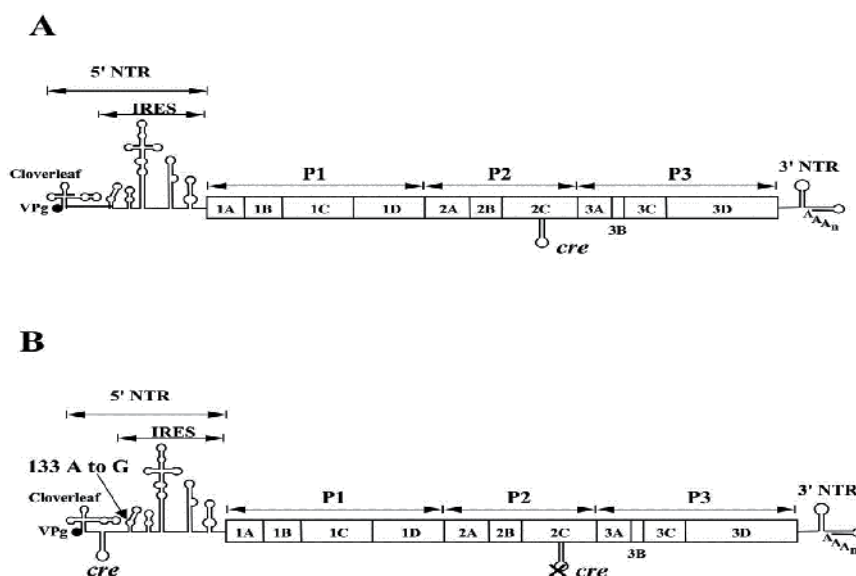 A
5' NTR
IRES
Cloverleaf
VPg
P1 P2 P3
3' NTR
1A 1B 1C 1D 2A 2B 2C 3A 3C 3D
AAAn
3B
cre
B
5' NTR
IRES
133 A to G
Cloverleaf
VPg
P1 P2 P3
3' NTR
1A 1B 1C 1D 2A 2B 2C 3A 3C 3D
AAAn
3B
cre
cre